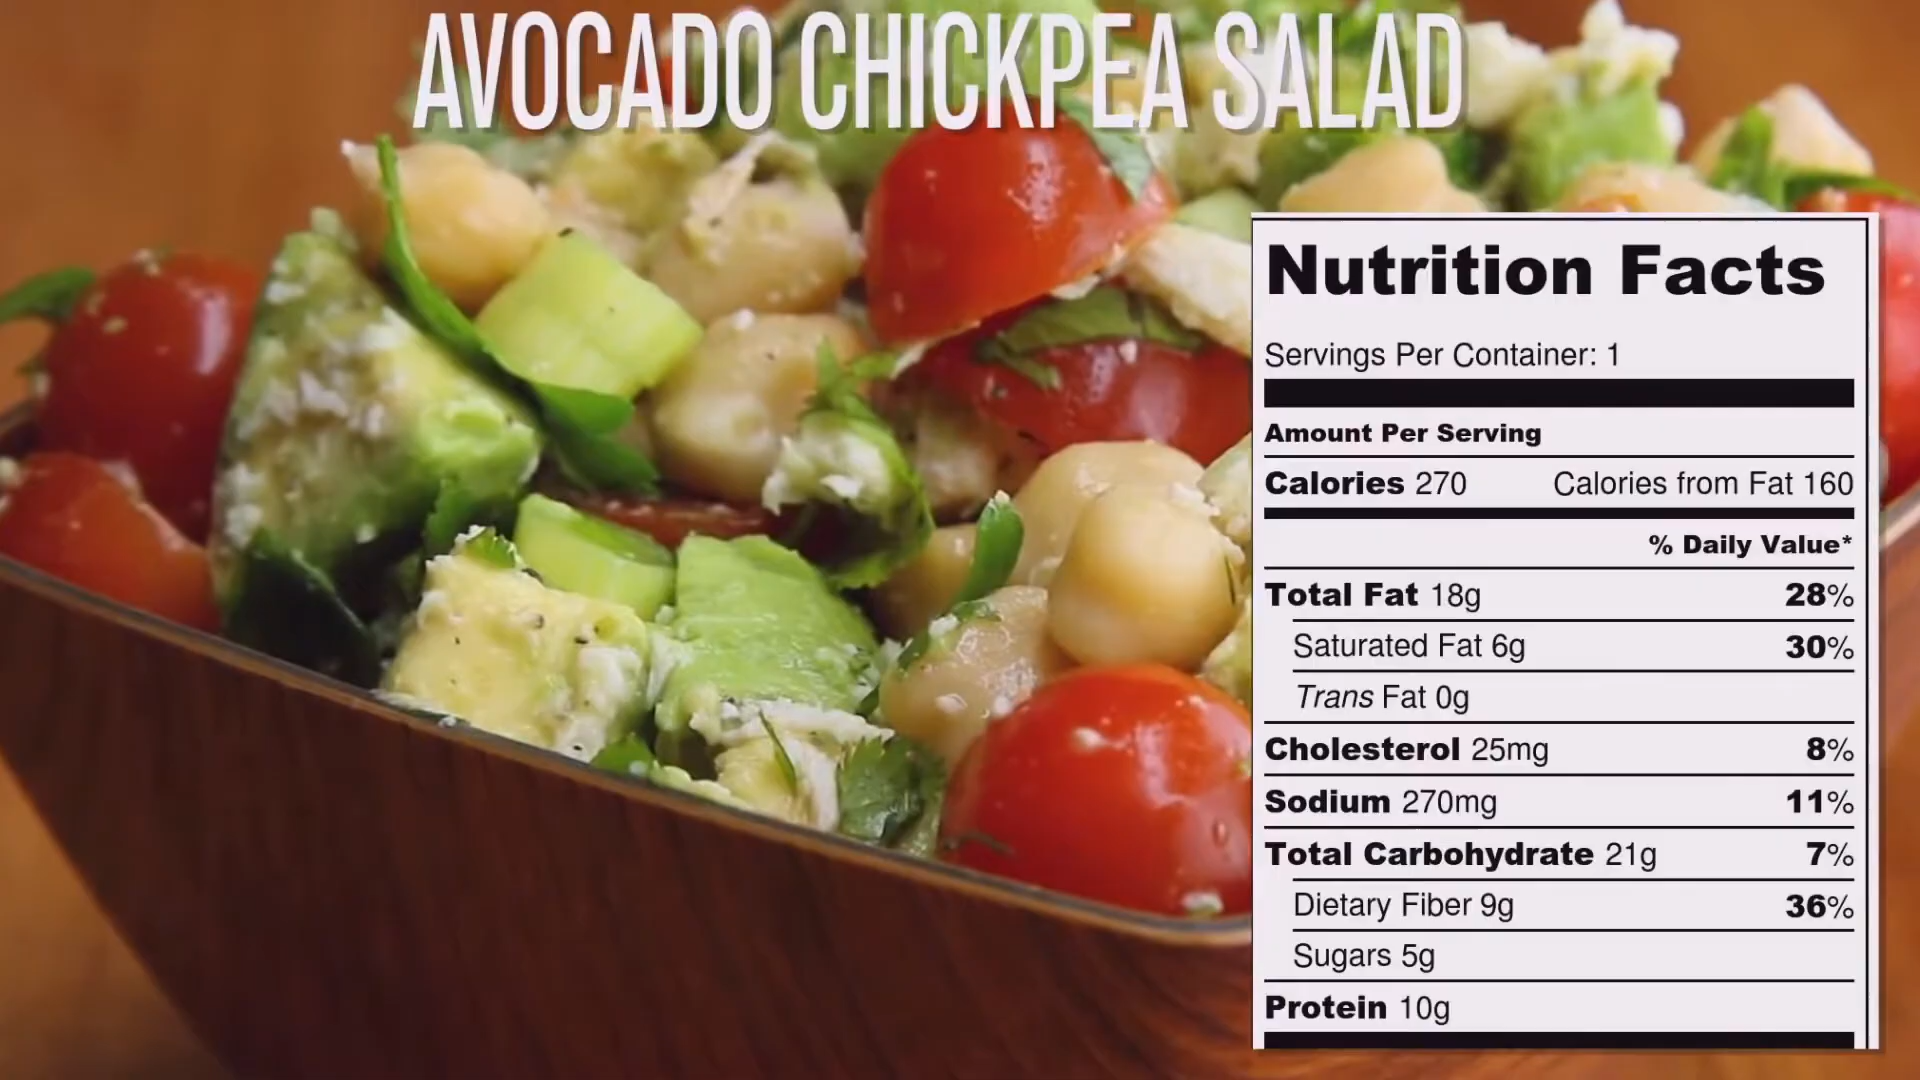 AVOCADO CHICKPEA SALAD
Nutrition Facts
Servings Per Container: 1
Amount Per Serving
Calories 270 Calories from Fat 160
% Daily Value*
Total Fat 18g 28%
Saturated Fat 6g 30%
Trans Fat 0g
Cholesterol 25mg 8%
Sodium 270mg 11%
Total Carbohydrate 21g 7%
Dietary Fiber 9g 36%
Sugars 5g
Protein 10g